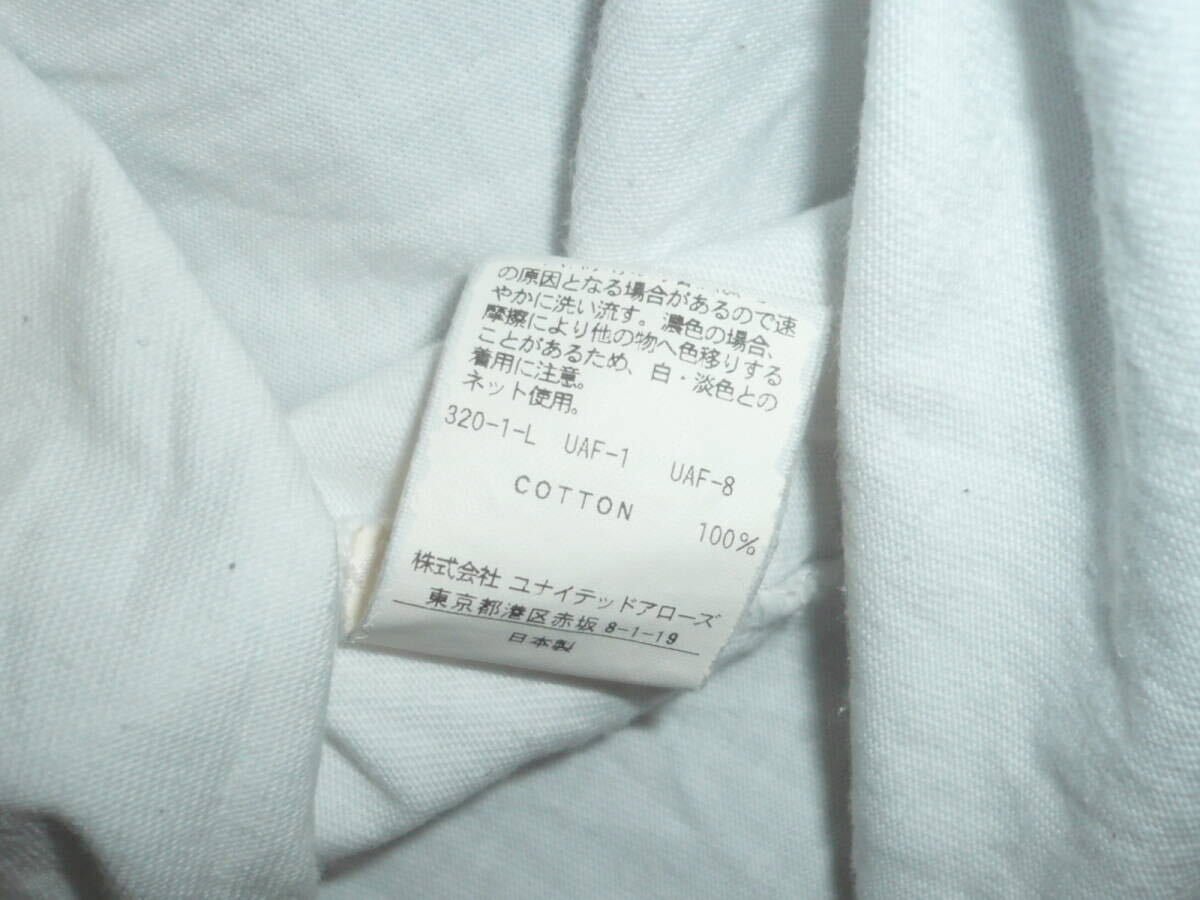 の原因となる場合があるので速
やかに洗い流す。濃色の場合、
摩擦により他の物へ色移りする
ことがあるため、白・淡色との
着用に注意。
ネット使用。
320-1-L UAF-1 UAF-8
COTTON 100%
株式会社 ユナイテッドアローズ
東京都港区赤坂 8-1-19
日本製